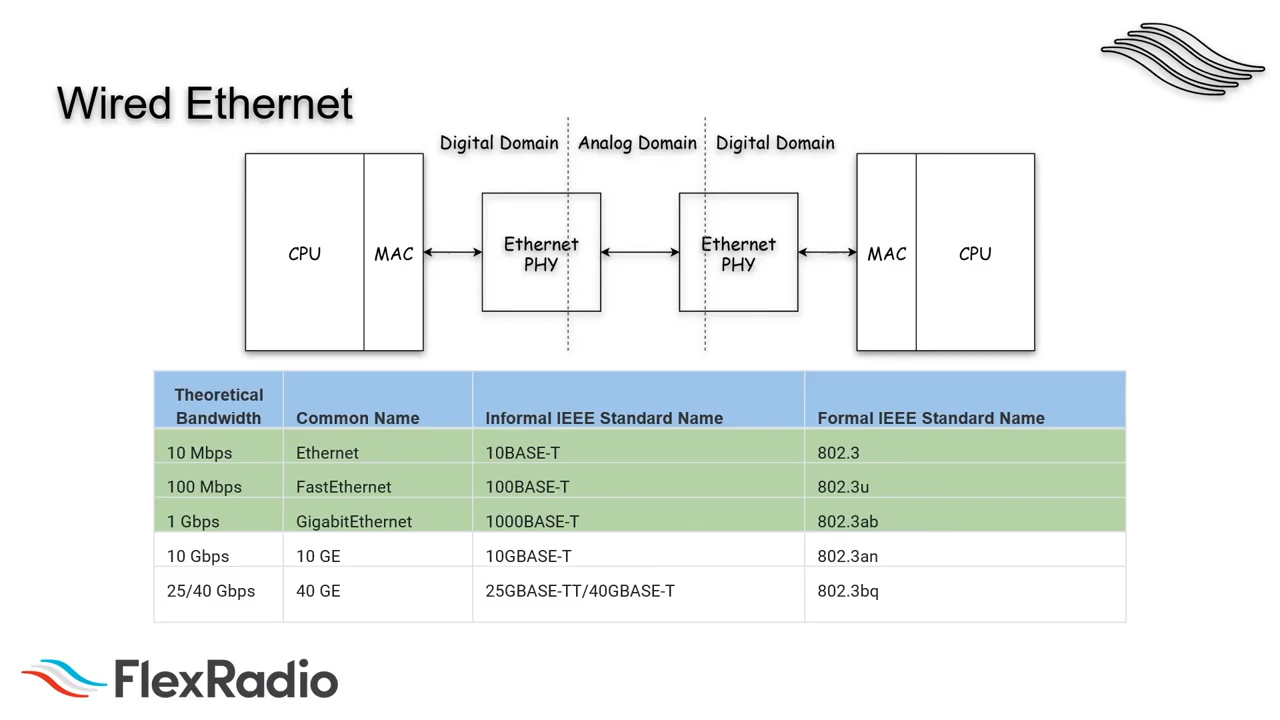 Wired Ethernet
Digital Domain Analog Domain Digital Domain
CPU MAC Ethernet PHY Ethernet PHY MAC CPU
Theoretical Bandwidth Common Name Informal IEEE Standard Name Formal IEEE Standard Name
10 Mbps Ethernet 10BASE-T 802.3
100 Mbps FastEthernet 100BASE-T 802.3u
1 Gbps GigabitEthernet 1000BASE-T 802.3ab
10 Gbps 10 GE 10GBASE-T 802.3an
25/40 Gbps 40 GE 25GBASE-TT/40GBASE-T 802.3bq
FlexRadio